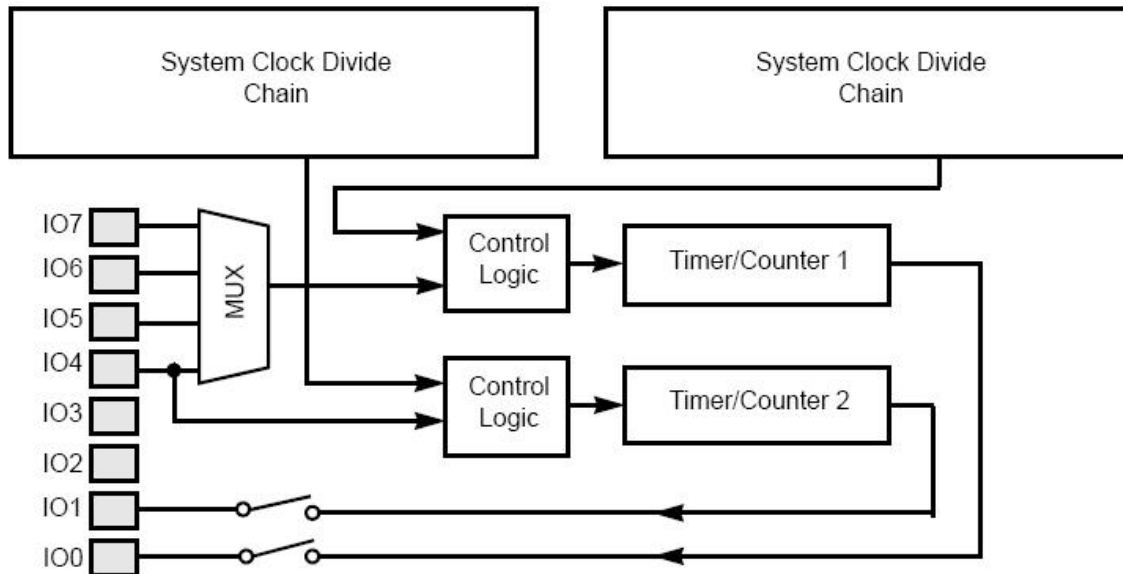 System Clock Divide
Chain
System Clock Divide
Chain
IO7
IO6
IO5
IO4
IO3
IO2
IO1
IO0
MUX
Control
Logic
Timer/Counter 1
Control
Logic
Timer/Counter 2